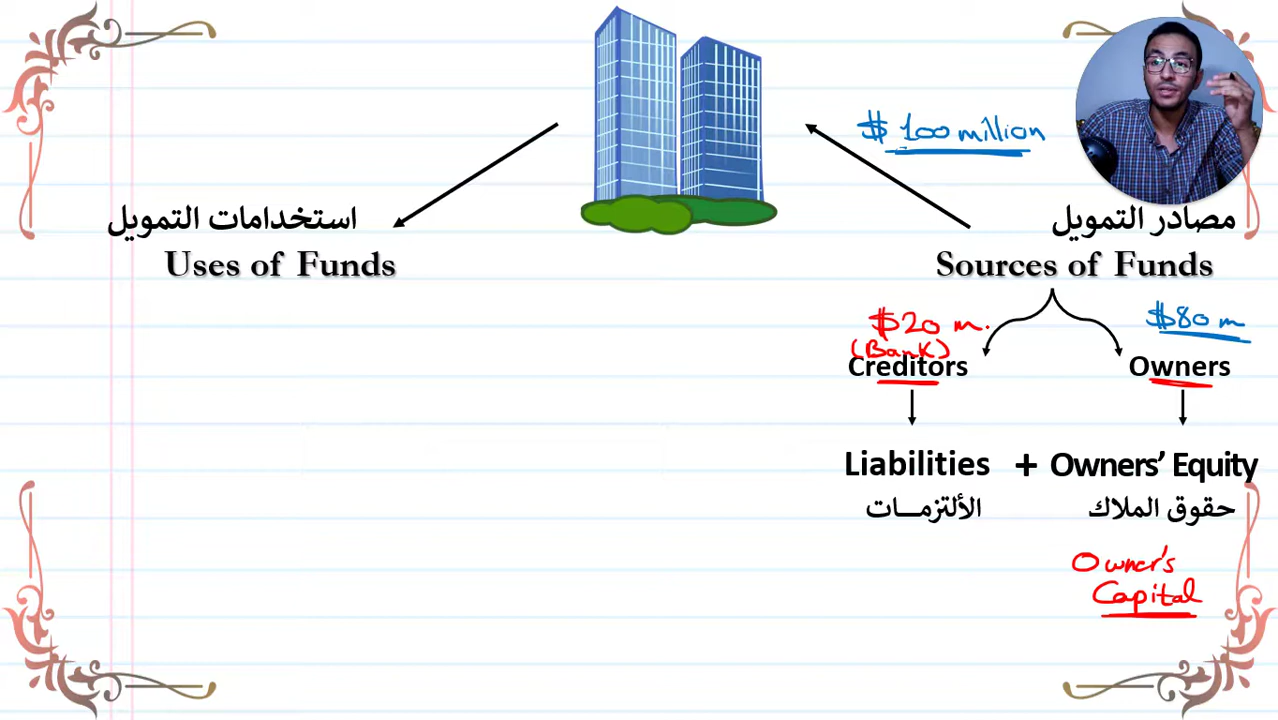 $ 100 million
استخدامات التمويل
Uses of Funds
مصادر التمويل
Sources of Funds
$20 m.
(Bank)
Creditors
$80 m
Owners
Liabilities + Owners' Equity
الألتزمــات
حقوق الملاك
Owner's
Capital